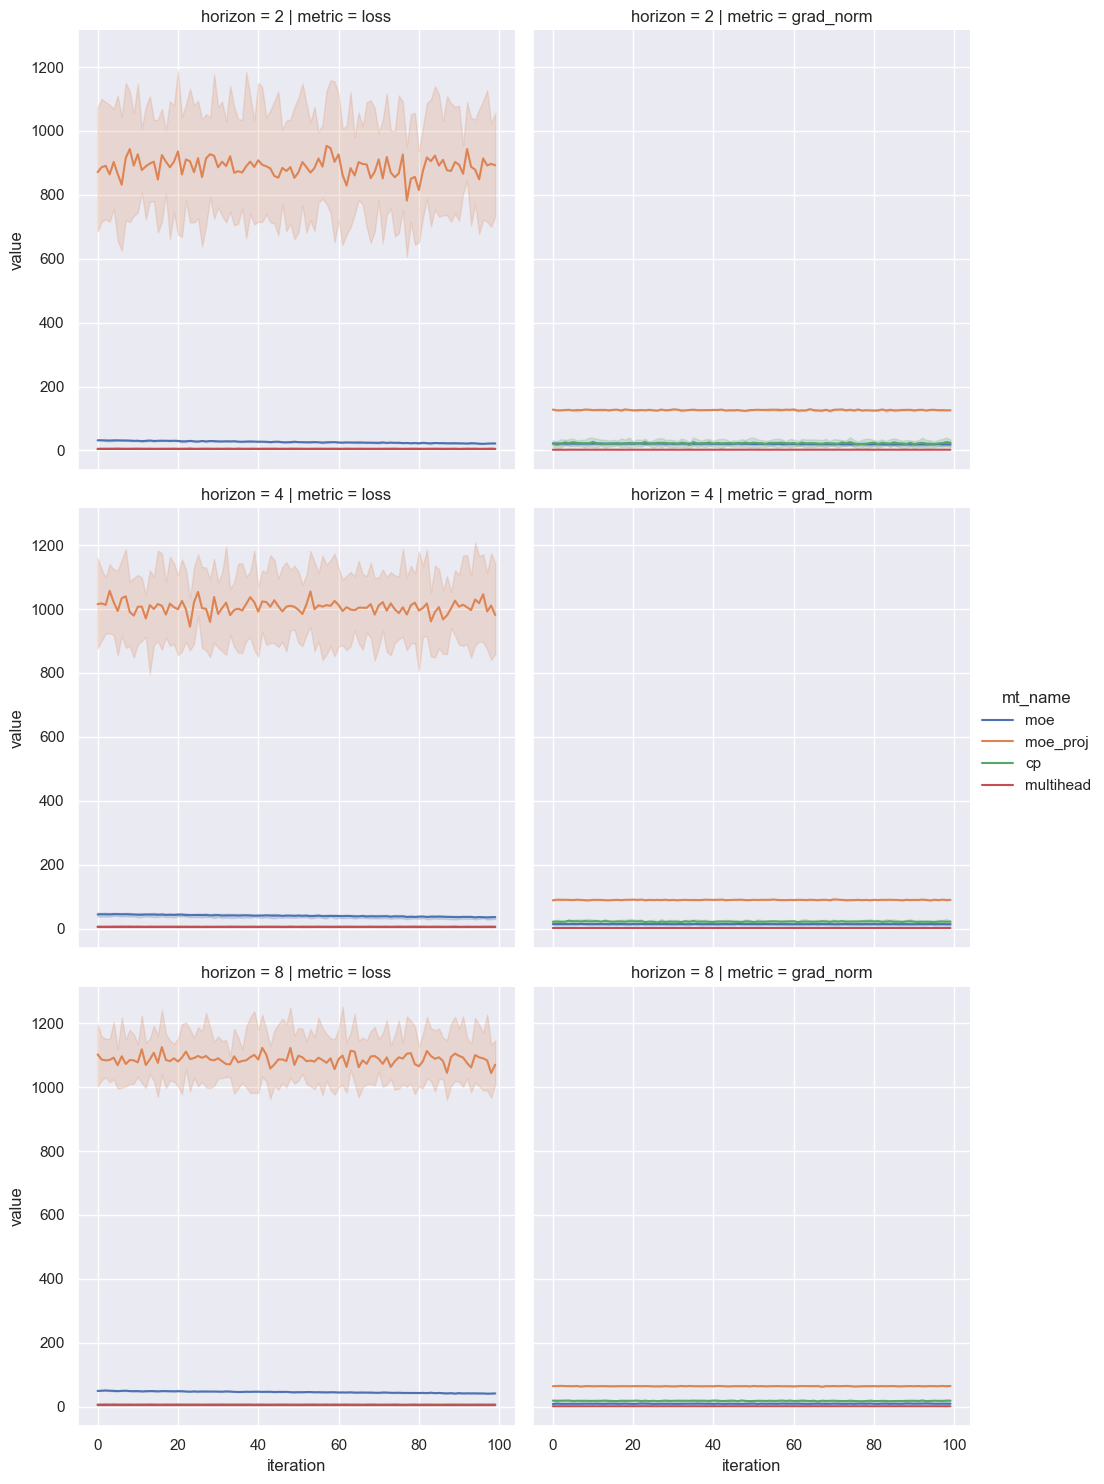 horizon = 2 | metric = loss
horizon = 2 | metric = grad_norm
1200
1000
800
600
400
200
0
value
horizon = 4 | metric = loss
horizon = 4 | metric = grad_norm
1200
1000
800
600
400
200
0
value
mt_name
moe
moe_proj
cp
multihead
horizon = 8 | metric = loss
horizon = 8 | metric = grad_norm
1200
1000
800
600
400
200
0
value
0 20 40 60 80 100
iteration
0 20 40 60 80 100
iteration